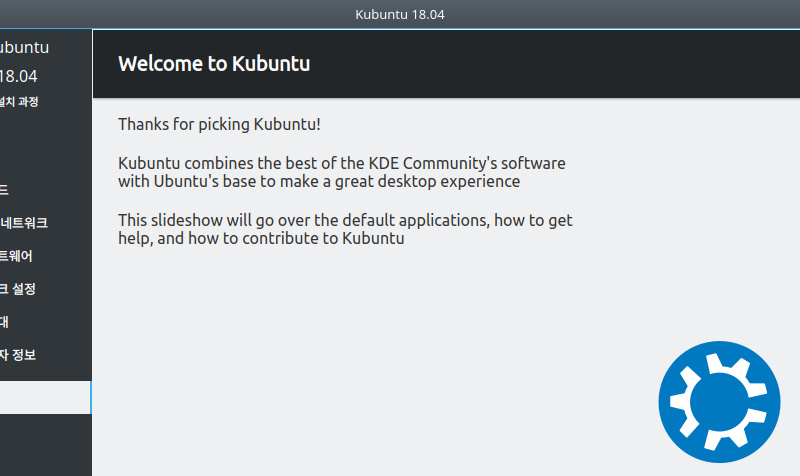 Kubuntu 18.04
ubuntu
18.04
설치 과정
드
네트워크
트웨어
크 설정
대
자 정보
Welcome to Kubuntu
Thanks for picking Kubuntu!
Kubuntu combines the best of the KDE Community's software
with Ubuntu's base to make a great desktop experience
This slideshow will go over the default applications, how to get
help, and how to contribute to Kubuntu